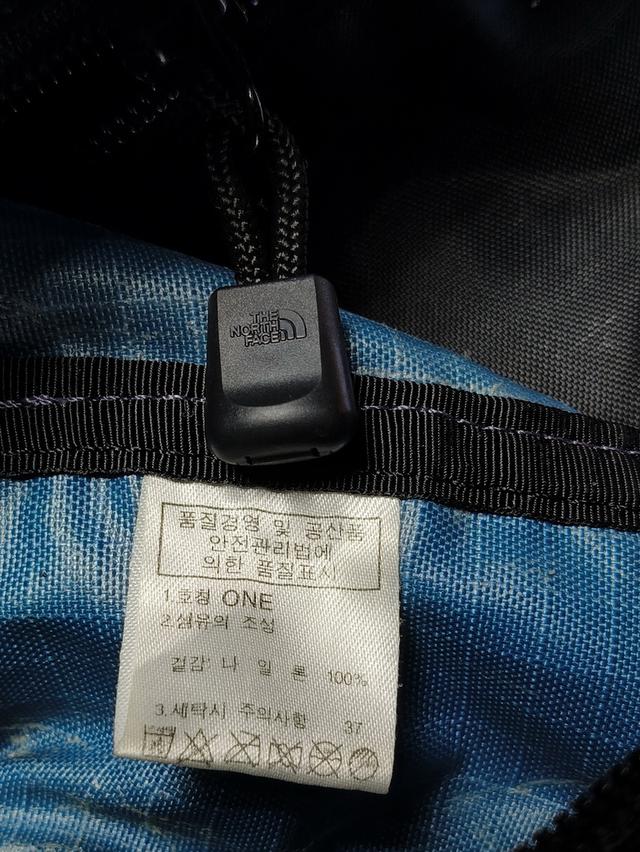 THE
NORTH
FACE
품질경영 및 공산품
안전관리법에
의한 품질표시
1.호칭 ONE
2.섬유의 조성
겉감 나 일 론 100%
3.세탁시 주의사항 37